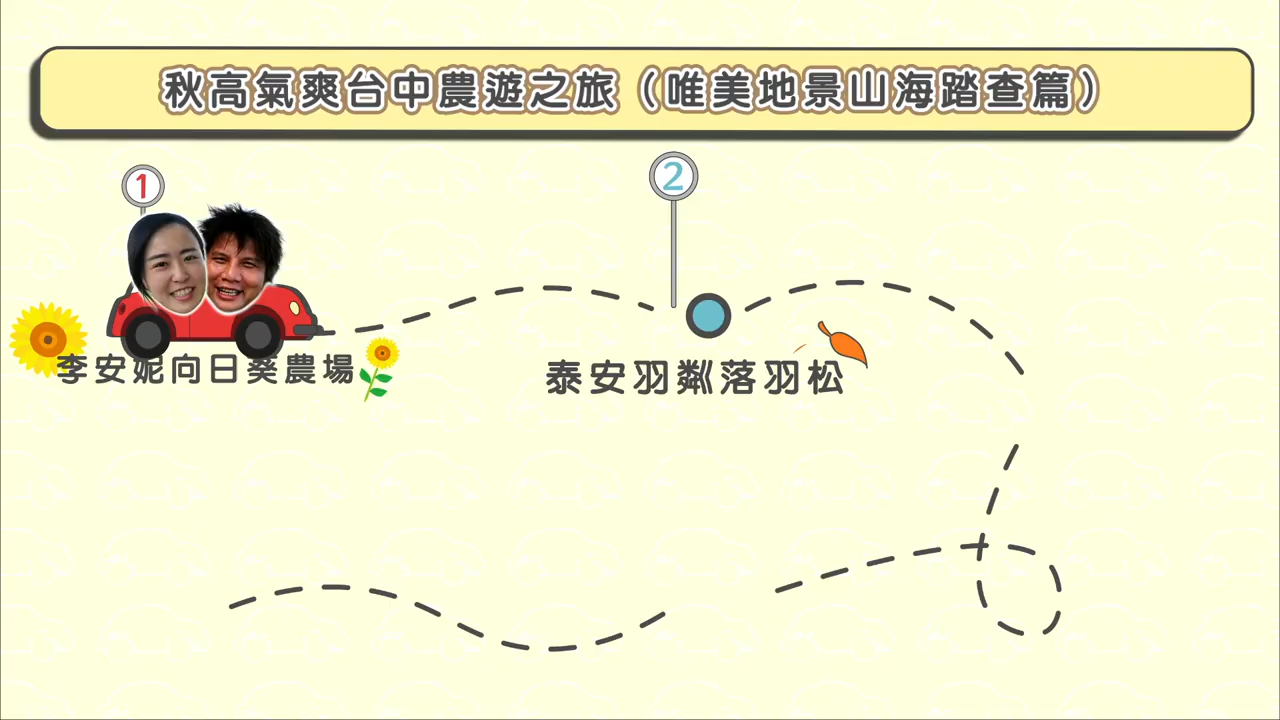 秋高氣爽台中農遊之旅（唯美地景山海踏查篇）
1
2
李安妮向日葵農場
泰安羽粼落羽松